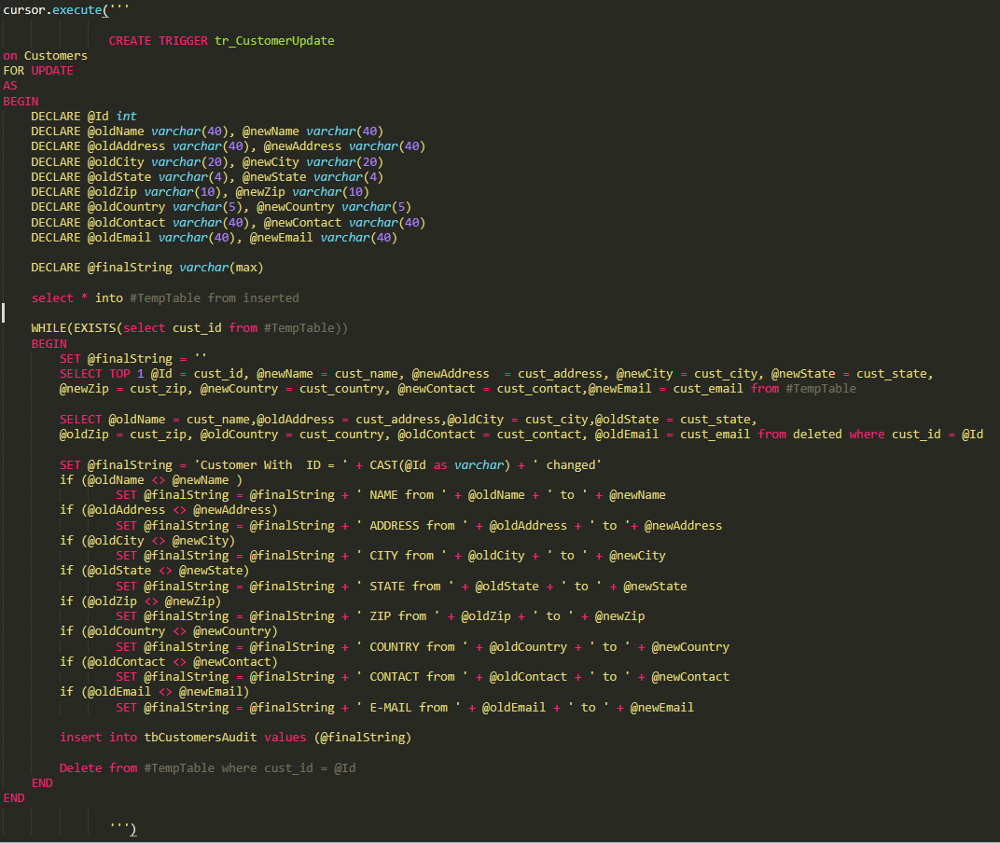 cursor.execute('''
CREATE TRIGGER tr_CustomerUpdate
on Customers
FOR UPDATE
AS
BEGIN
DECLARE @Id int
DECLARE @oldName varchar(40), @newName varchar(40)
DECLARE @oldAddress varchar(40), @newAddress varchar(40)
DECLARE @oldCity varchar(20), @newCity varchar(20)
DECLARE @oldState varchar(4), @newState varchar(4)
DECLARE @oldZip varchar(10), @newZip varchar(10)
DECLARE @oldCountry varchar(5), @newCountry varchar(5)
DECLARE @oldContact varchar(40), @newContact varchar(40)
DECLARE @oldEmail varchar(40), @newEmail varchar(40)
DECLARE @finalString varchar(max)
select * into #TempTable from inserted
WHILE(EXISTS(select cust_id from #TempTable))
BEGIN
SET @finalString = ''
SELECT TOP 1 @Id = cust_id, @newName = cust_name, @newAddress  = cust_address, @newCity = cust_city, @newState = cust_state,
@newZip = cust_zip, @newCountry = cust_country, @newContact = cust_contact,@newEmail = cust_email from #TempTable
SELECT @oldName = cust_name,@oldAddress = cust_address,@oldCity = cust_city,@oldState = cust_state,
@oldZip = cust_zip, @oldCountry = cust_country, @oldContact = cust_contact, @oldEmail = cust_email from deleted where cust_id = @Id
SET @finalString = 'Customer With  ID = ' + CAST(@Id as varchar) + ' changed'
if (@oldName <> @newName )
SET @finalString = @finalString + ' NAME from ' + @oldName + ' to ' + @newName
if (@oldAddress <> @newAddress)
SET @finalString = @finalString + ' ADDRESS from ' + @oldAddress + ' to '+ @newAddress
if (@oldCity <> @newCity)
SET @finalString = @finalString + ' CITY from ' + @oldCity + ' to ' + @newCity
if (@oldState <> @newState)
SET @finalString = @finalString + ' STATE from ' + @oldState + ' to ' + @newState
if (@oldZip <> @newZip)
SET @finalString = @finalString + ' ZIP from ' + @oldZip + ' to ' + @newZip
if (@oldCountry <> @newCountry)
SET @finalString = @finalString + ' COUNTRY from ' + @oldCountry + ' to ' + @newCountry
if (@oldContact <> @newContact)
SET @finalString = @finalString + ' CONTACT from ' + @oldContact + ' to ' + @newContact
if (@oldEmail <> @newEmail)
SET @finalString = @finalString + ' E-MAIL from ' + @oldEmail + ' to ' + @newEmail
insert into tbCustomersAudit values (@finalString)
Delete from #TempTable where cust_id = @Id
END
END
''')